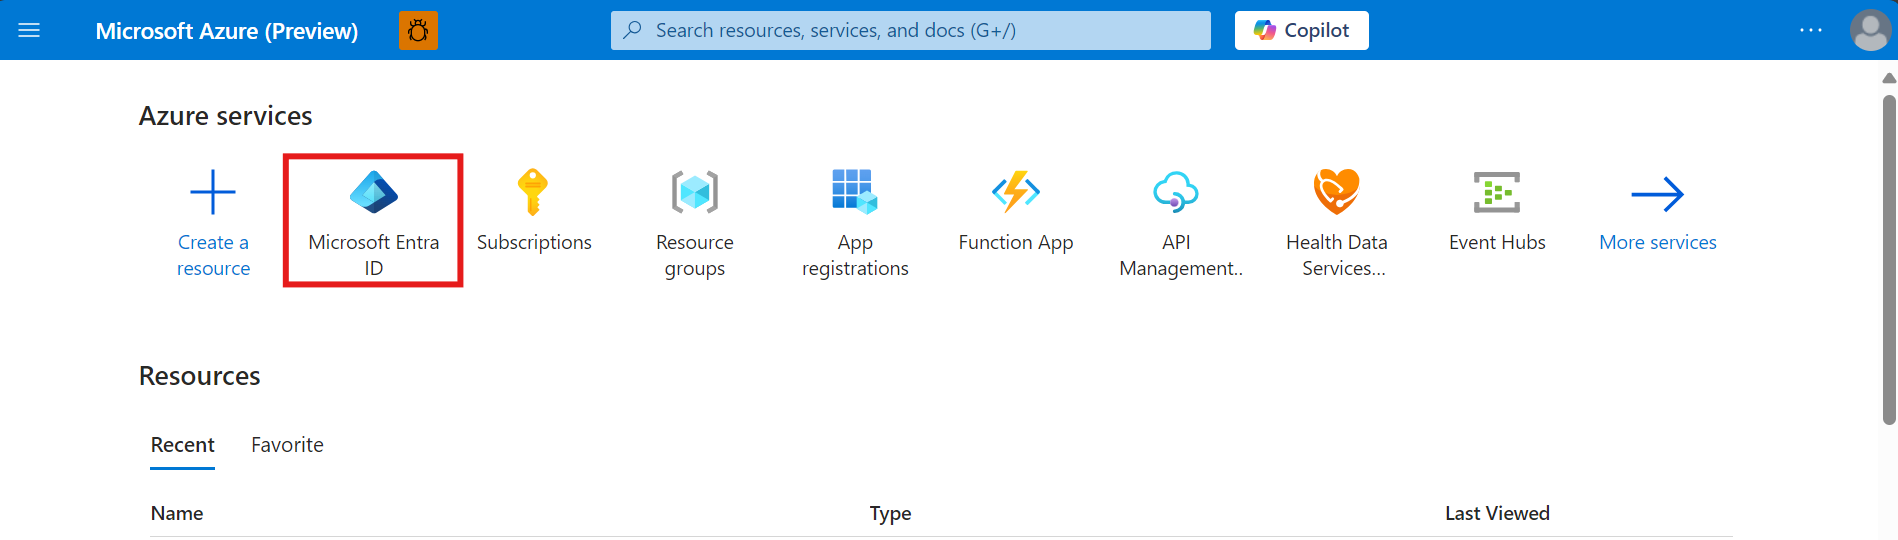 Microsoft Azure (Preview)
Search resources, services, and docs (G+/)
Copilot
Azure services
Create a
resource
Microsoft Entra
ID
Subscriptions
Resource
groups
App
registrations
Function App
API
Management..
Health Data
Services...
Event Hubs
More services
Resources
Recent
Favorite
Name
Type
Last Viewed